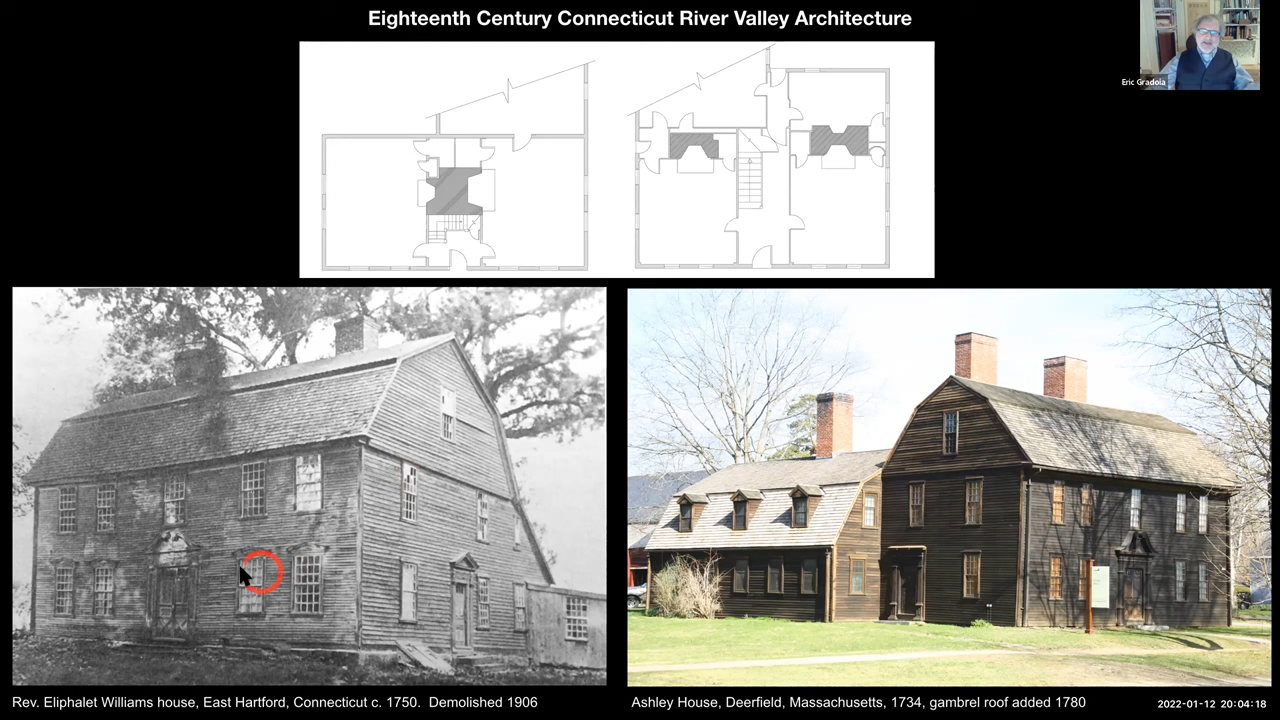 Eighteenth Century Connecticut River Valley Architecture
Eric Gradoia
Rev. Eliphalet Williams house, East Hartford, Connecticut c. 1750.  Demolished 1906
Ashley House, Deerfield, Massachusetts, 1734, gambrel roof added 1780
2022-01-12 20:04:18